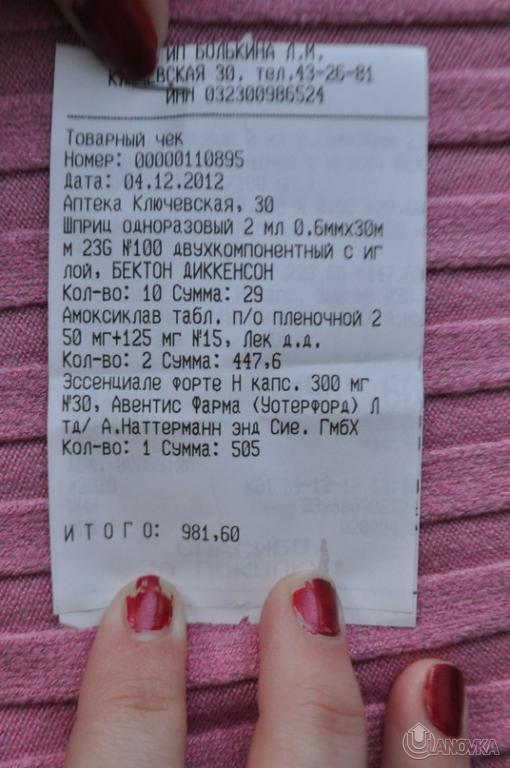 ИП БОЛЬКИНА Л.М.
КЛЮЧЕВСКАЯ 30, тел.43-26-81
ИНН 032300986524
Товарный чек
Номер: 00000110895
Дата: 04.12.2012
Аптека Ключевская, 30
Шприц одноразовый 2 мл 0.6ммх30м
м 23G №100 двухкомпонентный с иг
лой, БЕКТОН ДИККЕНСОН
Кол-во: 10 Сумма: 29
Амоксиклав табл. п/о пленочной 2
50 мг+125 мг №15, Лек д.д.
Кол-во: 2 Сумма: 447,6
Эссенциале форте Н капс. 300 мг
№30, Авентис Фарма (Уотерфорд) Л
тд/ А.Наттерманн энд Сие. ГмбХ
Кол-во: 1 Сумма: 505
ИТОГО: 981,60
ULANOVKA